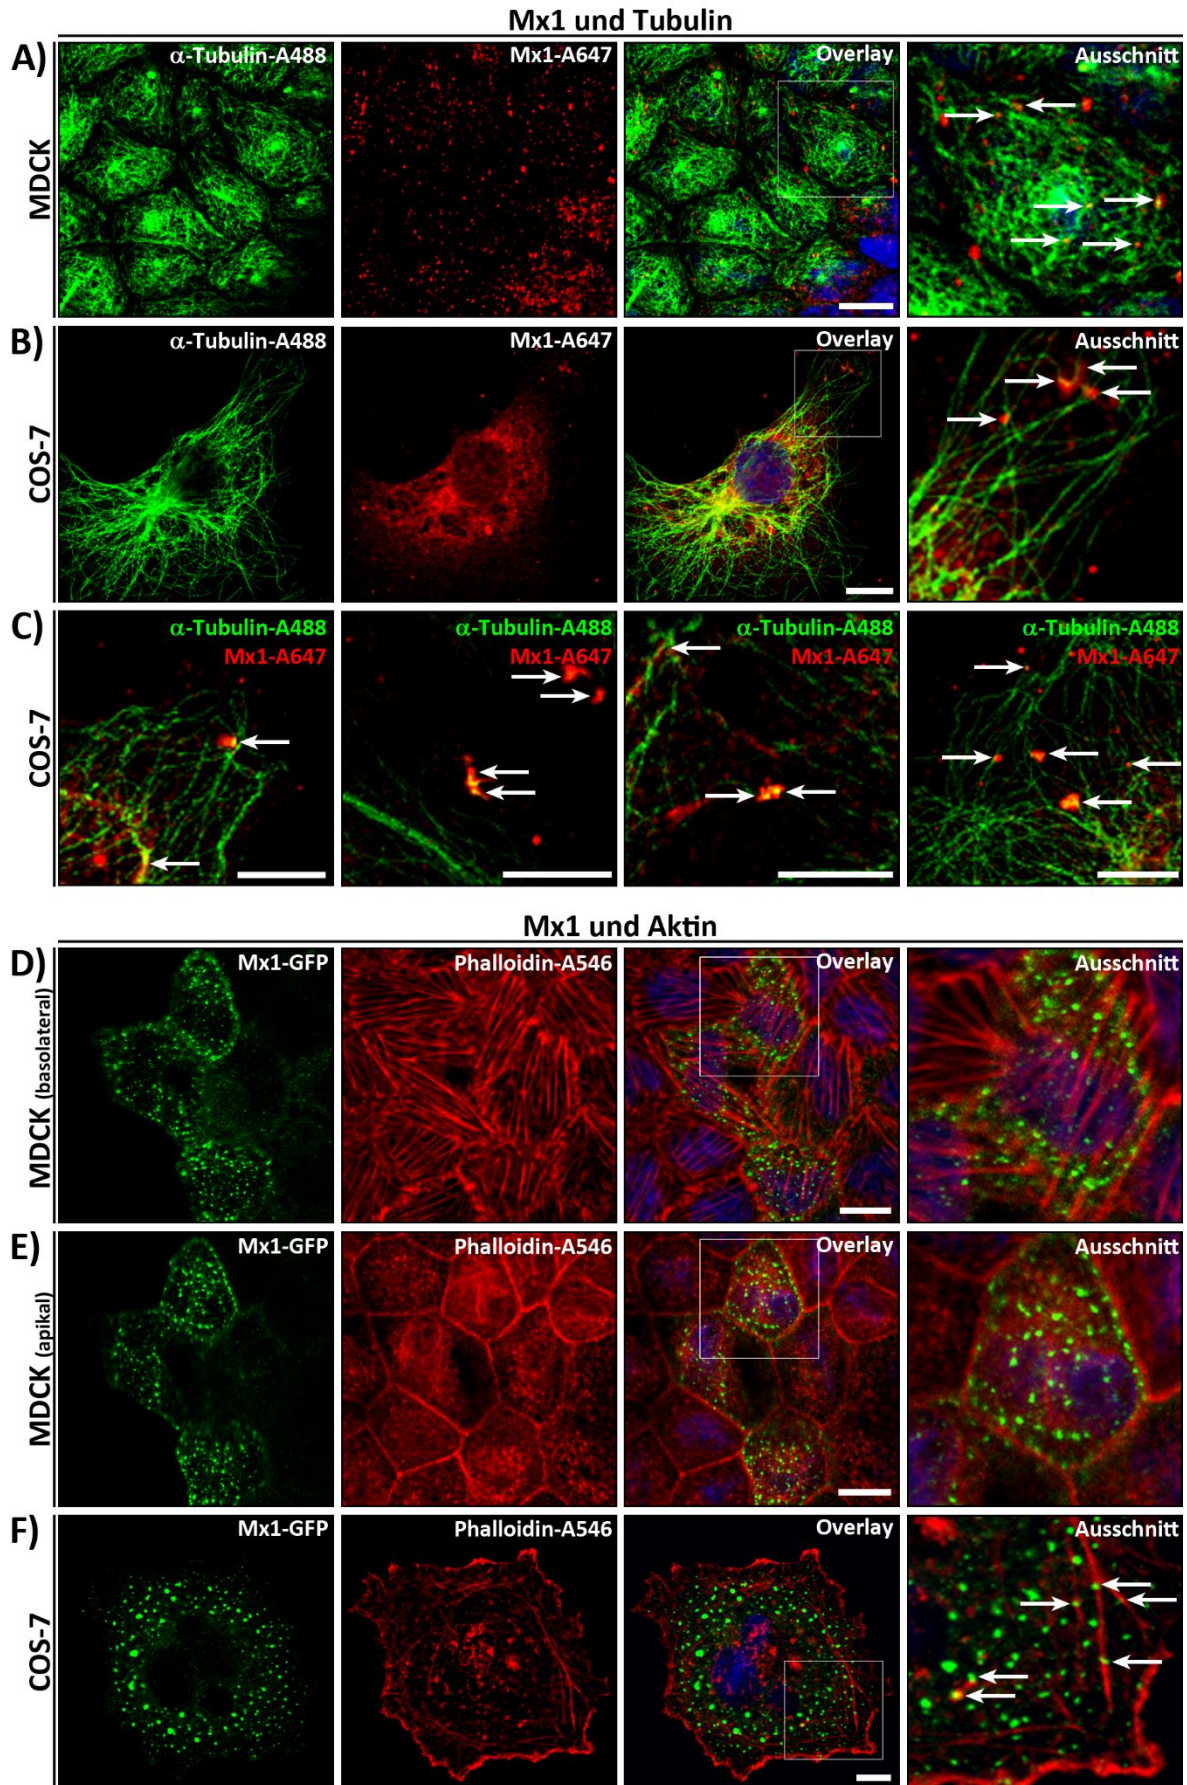 Mx1 und Tubulin
A)
α-Tubulin-A488
Mx1-A647
Overlay
Ausschnitt
MDCK
B)
α-Tubulin-A488
Mx1-A647
Overlay
Ausschnitt
COS-7
C)
α-Tubulin-A488
Mx1-A647
α-Tubulin-A488
Mx1-A647
α-Tubulin-A488
Mx1-A647
α-Tubulin-A488
Mx1-A647
COS-7
Mx1 und Aktin
D)
Mx1-GFP
Phalloidin-A546
Overlay
Ausschnitt
MDCK (basolateral)
E)
Mx1-GFP
Phalloidin-A546
Overlay
Ausschnitt
MDCK (apikal)
F)
Mx1-GFP
Phalloidin-A546
Overlay
Ausschnitt
COS-7